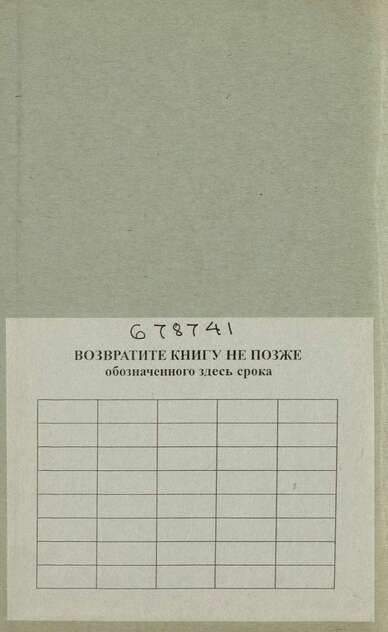 678741
ВОЗВРАТИТЕ КНИГУ НЕ ПОЗЖЕ
обозначенного здесь срока